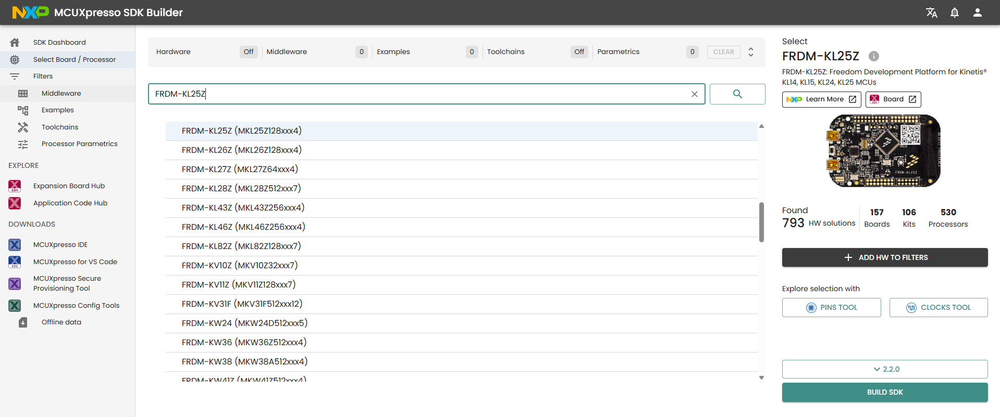 NXP MCUXpresso SDK Builder
SDK Dashboard
Select Board / Processor
Filters
Middleware
Examples
Toolchains
Processor Parametrics
EXPLORE
EBH
Expansion Board Hub
Application Code Hub
DOWNLOADS
MCUXpresso IDE
VSC
MCUXpresso for VS Code
MCUXpresso Secure
Provisioning Tool
MCUXpresso Config Tools
Offline data
Hardware Off Middleware 0 Examples 0 Toolchains Off Parametrics 0 CLEAR
FRDM-KL25Z
FRDM-KL25Z (MKL25Z128xxx4)
FRDM-KL26Z (MKL26Z128xxx4)
FRDM-KL27Z (MKL27Z64xxx4)
FRDM-KL28Z (MKL28Z512xxx7)
FRDM-KL43Z (MKL43Z256xxx4)
FRDM-KL46Z (MKL46Z256xxx4)
FRDM-KL82Z (MKL82Z128xxx7)
FRDM-KV10Z (MKV10Z32xxx7)
FRDM-KV11Z (MKV11Z128xxx7)
FRDM-KV31F (MKV31F512xxx12)
FRDM-KW24 (MKW24D512xxx5)
FRDM-KW36 (MKW36Z512xxx4)
FRDM-KW38 (MKW38A512xxx4)
FRDM-KW41Z (MKW41Z512xxx4)
Select
FRDM-KL25Z
FRDM-KL25Z: Freedom Development Platform for Kinetis®
KL14, KL15, KL24, KL25 MCUs
NXP Learn More
EBH Board
FRDM-KL25Z
Found
793 HW solutions
157 Boards
106 Kits
530 Processors
ADD HW TO FILTERS
Explore selection with
PINS TOOL
CLOCKS TOOL
2.2.0
BUILD SDK